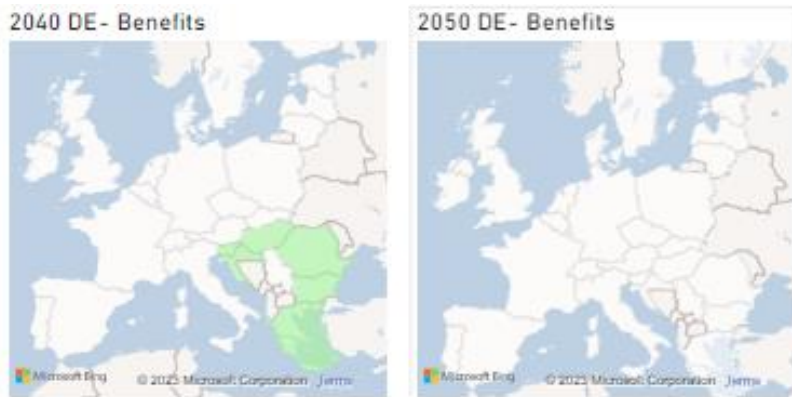 2040 DE- Benefits
2050 DE- Benefits
Microsoft Bing
© 2023 Microsoft Corporation Terms
Microsoft Bing
© 2023 Microsoft Corporation Terms